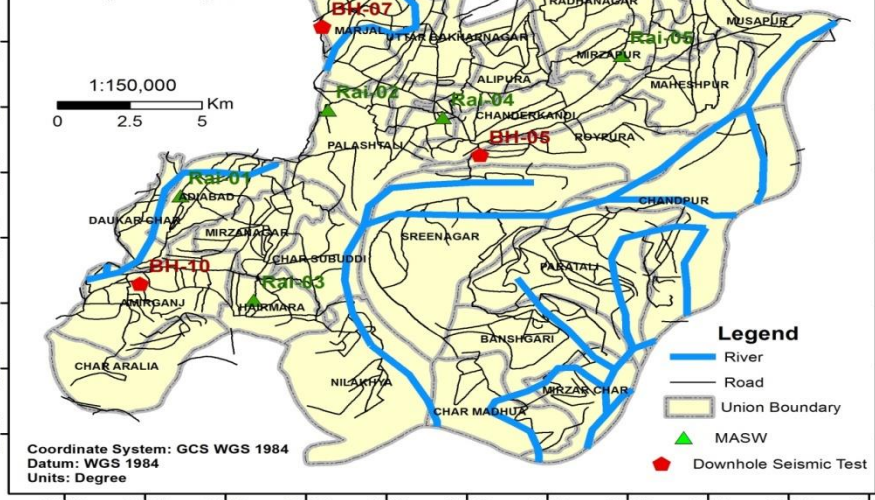 BH-07
RADHANAGAR
MUSAPUR
MARJAL
UTTAR BAKHARNAGAR
Rai-05
MIRZAPUR
1:150,000
Km
0 2.5 5
ALIPURA
MAHESHPUR
Rai-02
Rai-04
CHANDERKANDI
PALASHTALI
BH-05
ROYPURA
Rai-01
ADIABAD
CHANDPUR
DAUKAR CHAR
MIRZANAGAR
SREENAGAR
CHAR SUBUDDI
BH-10
PARATALI
Rai-03
AMIRGANJ
HAIRMARA
BANSHGARI
CHAR ARALIA
NILAKHYA
MIRZAR CHAR
CHAR MADHUA
Legend
River
Road
Union Boundary
MASW
Downhole Seismic Test
Coordinate System: GCS WGS 1984
Datum: WGS 1984
Units: Degree